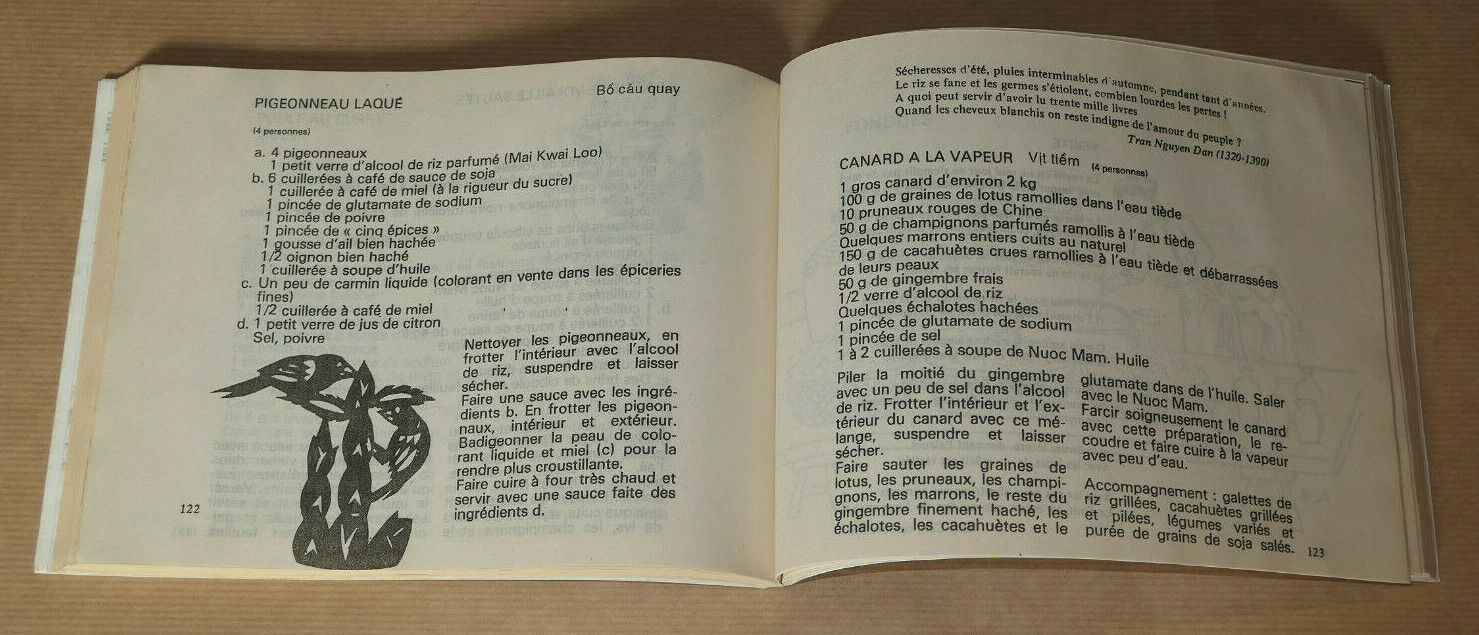 PIGEONNEAU LAQUÉ
Bồ câu quay
(4 personnes)
a. 4 pigeonneaux
1 petit verre d'alcool de riz parfumé (Mai Kwai Loo)
b. 6 cuillerées à café de sauce de soja
1 cuillerée à café de miel (à la rigueur du sucre)
1 pincée de glutamate de sodium
1 pincée de poivre
1 pincée de « cinq épices »
1 gousse d'ail bien hachée
1/2 oignon bien haché
1 cuillerée à soupe d'huile
c. Un peu de carmin liquide (colorant en vente dans les épiceries
fines)
1/2 cuillerée à café de miel
d. 1 petit verre de jus de citron
Sel, poivre
Nettoyer les pigeonneaux, en
frotter l'intérieur avec l'alcool
de riz, suspendre et laisser
sécher.
Faire une sauce avec les ingré-
dients b. En frotter les pigeon-
naux, intérieur et extérieur.
Badigeonner la peau de colo-
rant liquide et miel (c) pour la
rendre plus croustillante.
Faire cuire à four très chaud et
servir avec une sauce faite des
ingrédients d.
122
Sécheresses d'été, pluies interminables d'automne, pendant tant d'années.
Le riz se fane et les germes s'étiolent, combien lourdes les pertes !
A quoi peut servir d'avoir lu trente mille livres
Quand les cheveux blanchis on reste indigne de l'amour du peuple ?
Tran Nguyen Dan (1320-1390)
CANARD A LA VAPEUR Vịt tiềm (4 personnes)
1 gros canard d'environ 2 kg
100 g de graines de lotus ramollies dans l'eau tiède
10 pruneaux rouges de Chine
50 g de champignons parfumés ramollis à l'eau tiède
Quelques marrons entiers cuits au naturel
150 g de cacahuètes crues ramollies à l'eau tiède et débarrassées
de leurs peaux
50 g de gingembre frais
1/2 verre d'alcool de riz
Quelques échalotes hachées
1 pincée de glutamate de sodium
1 pincée de sel
1 à 2 cuillerées à soupe de Nuoc Mam. Huile
Piler la moitié du gingembre
avec un peu de sel dans l'alcool
de riz. Frotter l'intérieur et l'ex-
térieur du canard avec ce mé-
lange, suspendre et laisser
sécher.
Faire sauter les graines de
lotus, les pruneaux, les champi-
gnons, les marrons, le reste du
gingembre finement haché, les
échalotes, les cacahuètes et le
glutamate dans de l'huile. Saler
avec le Nuoc Mam.
Farcir soigneusement le canard
avec cette préparation, le re-
coudre et faire cuire à la vapeur
avec peu d'eau.
Accompagnement : galettes de
riz grillées, cacahuètes grillées
et pilées, légumes variés et
purée de grains de soja salés.
123